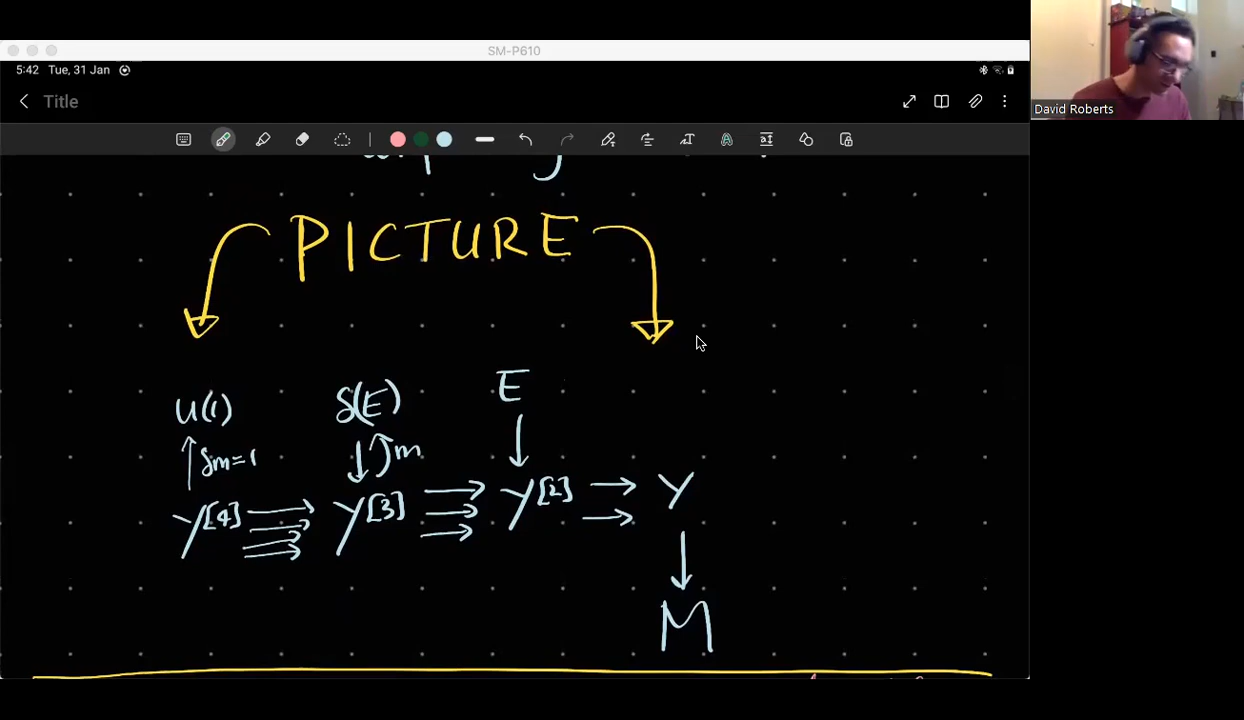 SM-P610
5:42 Tue, 31 Jan
Title
David Roberts
PICTURE
U(1) δ(E) E
δm=1 m
Y[4] Y[3] Y[2] Y
M